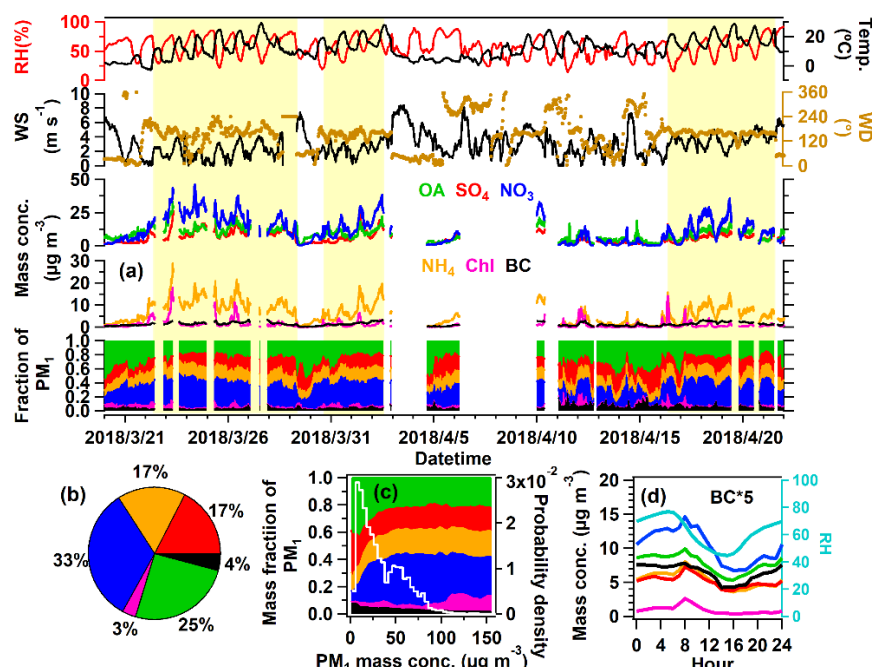 RH(%)
100
50
0
20
0
Temp.
(ºC)
WS
(m s-1)
10
8
6
4
2
0
360
240
120
0
WD
(°)
Mass conc.
(µg m-3)
50
25
0
OA SO4 NO3
30
20
10
0
(a)
NH4 Chl BC
Fraction of
PM1
1.0
0.8
0.6
0.4
0.2
0.0
2018/3/21 2018/3/26 2018/3/31 2018/4/5 2018/4/10 2018/4/15 2018/4/20
Datetime
(b)
17%
17%
4%
25%
3%
33%
Mass fractiion of
PM1
1.0
0.8
0.6
0.4
0.2
0.0
(c)
3x10-2
2
1
0
Probability density
0 50 100 150
PM1 mass conc. (µg m-3)
Mass conc. (µg m-3)
20
15
10
5
0
(d) BC*5
100
80
60
40
20
0
RH
0 4 8 12 16 20 24
Hour